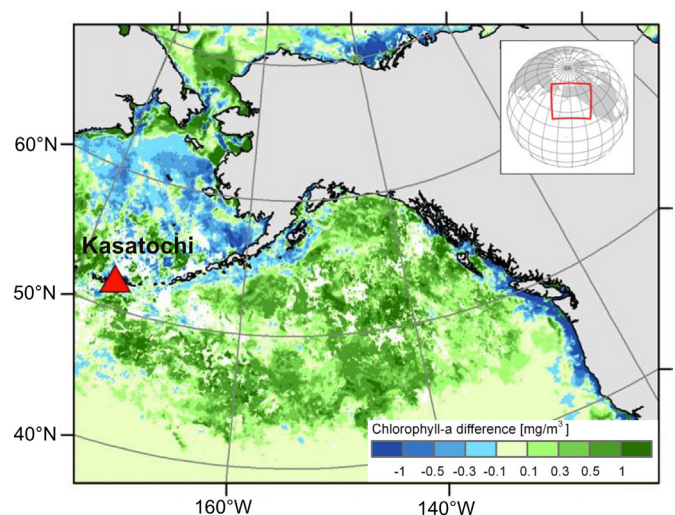 60°N
Kasatochi
50°N
40°N
Chlorophyll-a difference [mg/m³]
-1 -0.5 -0.3 -0.1 0.1 0.3 0.5 1
160°W 140°W